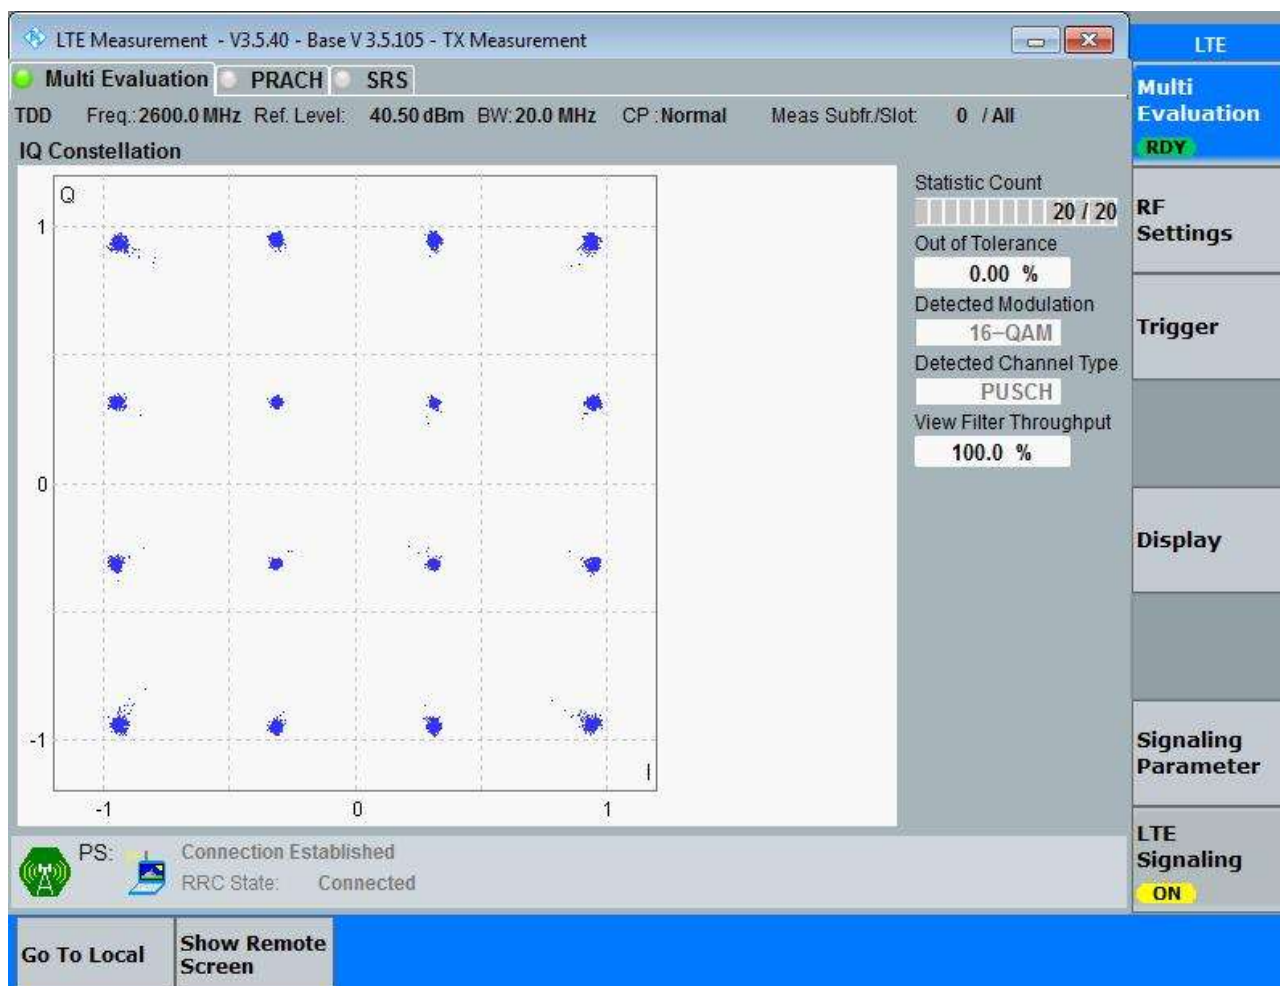 LTE Measurement - V3.5.40 - Base V 3.5.105 - TX Measurement
LTE
Multi Evaluation PRACH SRS
Multi
Evaluation
RDY
TDD Freq.: 2600.0 MHz Ref. Level: 40.50 dBm BW: 20.0 MHz CP : Normal Meas Subfr./Slot: 0 / All
IQ Constellation
Q
1
0
-1
-1 0 1
I
Statistic Count
20 / 20
Out of Tolerance
0.00 %
Detected Modulation
16-QAM
Detected Channel Type
PUSCH
View Filter Throughput
100.0 %
RF
Settings
Trigger
Display
Signaling
Parameter
LTE
Signaling
ON
PS: Connection Established
RRC State: Connected
Go To Local
Show Remote
Screen